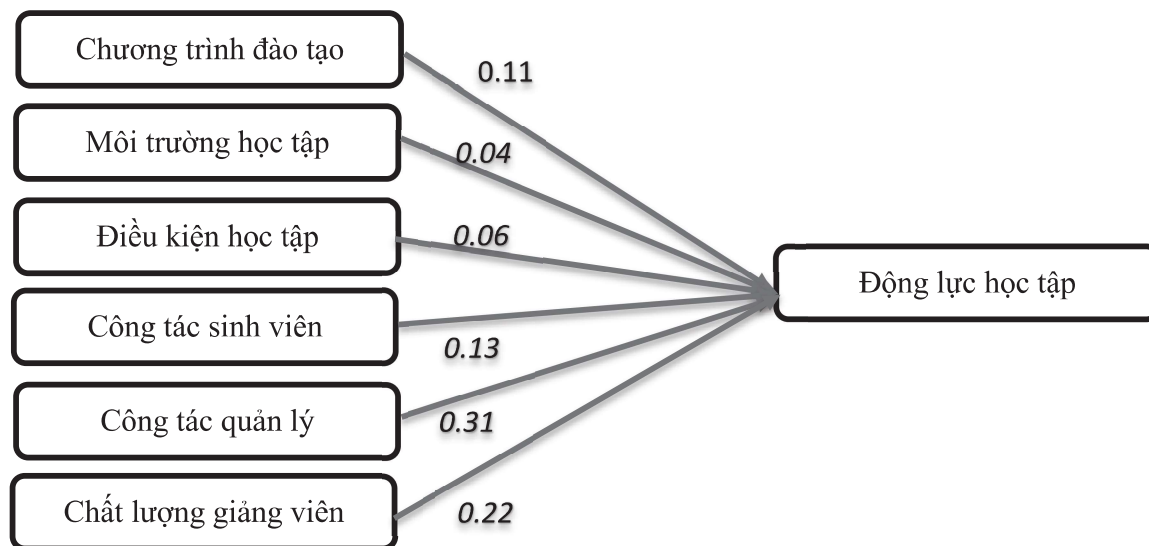 Chương trình đào tạo
0.11
Môi trường học tập
0.04
Điều kiện học tập
0.06
Động lực học tập
Công tác sinh viên
0.13
Công tác quản lý
0.31
Chất lượng giảng viên
0.22